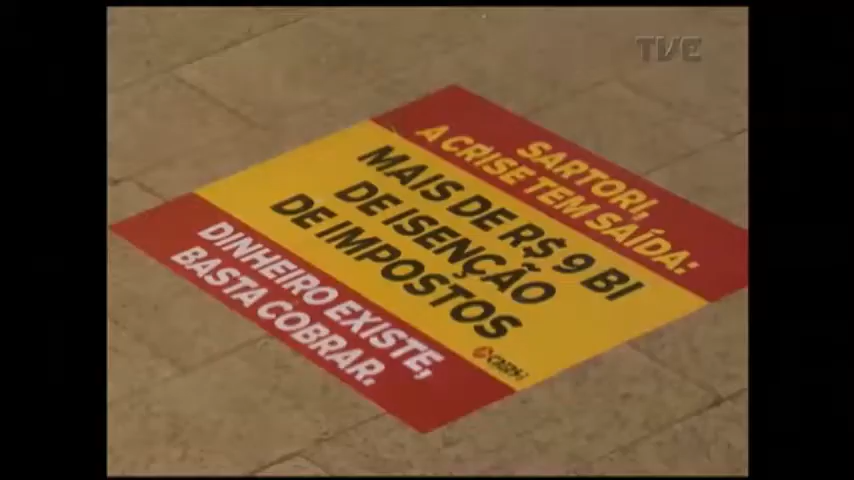 TVE
SARTORI,
A CRISE TEM SAÍDA:
MAIS DE R$ 9 BI
DE ISENÇÃO
DE IMPOSTOS
DINHEIRO EXISTE,
BASTA COBRAR.